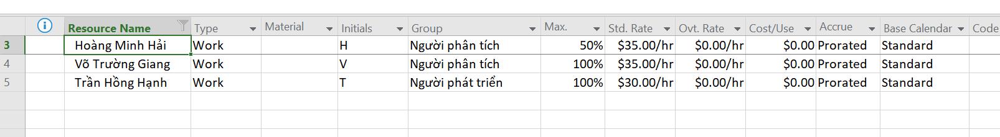 Resource Name Type Material Initials Group Max. Std. Rate Ovt. Rate Cost/Use Accrue Base Calendar Code
3 Hoàng Minh Hải Work H Người phân tích 50% $35.00/hr $0.00/hr $0.00 Prorated Standard
4 Võ Trường Giang Work V Người phân tích 100% $35.00/hr $0.00/hr $0.00 Prorated Standard
5 Trần Hồng Hạnh Work T Người phát triển 100% $30.00/hr $0.00/hr $0.00 Prorated Standard